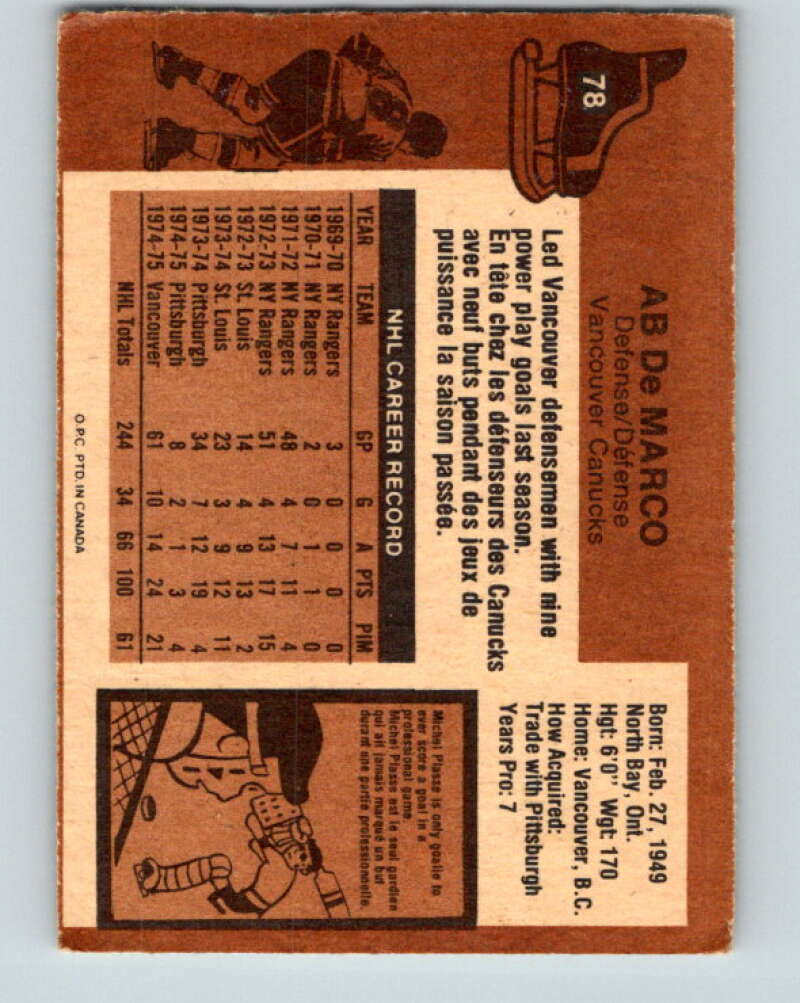 78
AB De MARCO
Defense/Défense
Vancouver Canucks
Led Vancouver defensemen with nine
power play goals last season.
En tête chez les défenseurs des Canucks
avec neuf buts pendant des jeux de
puissance la saison passée.
Born: Feb. 27, 1949
North Bay, Ont.
Hgt: 6'0" Wgt: 170
Home: Vancouver, B.C.
How Acquired:
Trade with Pittsburgh
Years Pro: 7
NHL CAREER RECORD
YEAR TEAM GP G A PTS PIM
1969-70 NY Rangers 3 0 0 0 0
1970-71 NY Rangers 2 0 1 1 0
1971-72 NY Rangers 48 4 7 11 4
1972-73 NY Rangers 51 4 13 17 15
1972-73 St. Louis 14 4 9 13 2
1973-74 St. Louis 23 3 9 12 11
1973-74 Pittsburgh 34 7 12 19 4
1974-75 Pittsburgh 8 2 1 3 4
1974-75 Vancouver 61 10 14 24 21
NHL Totals 244 34 66 100 61
Michel Plasse is only goalie to
ever score a goal in a
professional game.
Michel Plasse est le seul gardien
qui ait jamais marqué un but
durant une partie professionnelle.
O.P.C. PTD. IN CANADA